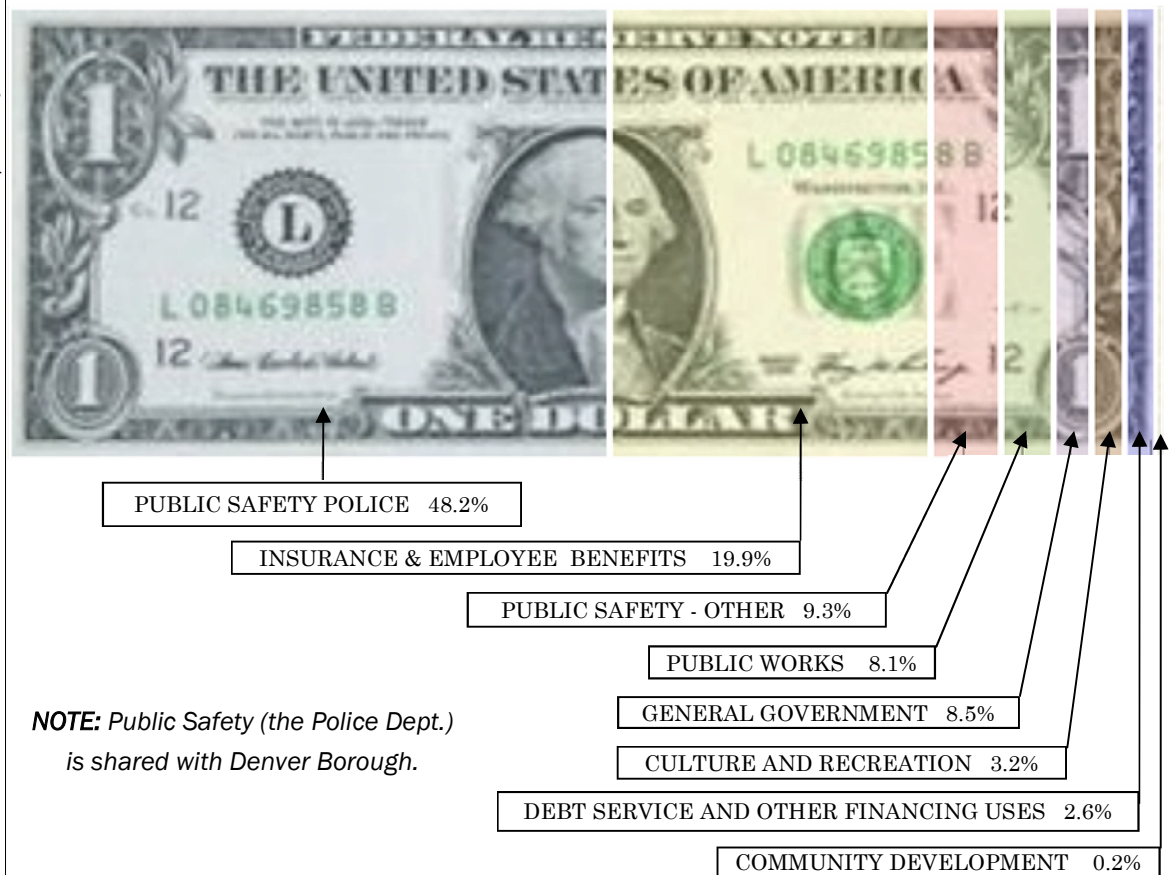 FEDERAL RESERVE NOTE
THE UNITED STATES OF AMERICA
L 08469858 B
12
WASHINGTON, D.C.
12
L
L 08469858 B
12
12
1
1
ONE DOLLAR
PUBLIC SAFETY POLICE 48.2%
INSURANCE & EMPLOYEE BENEFITS 19.9%
PUBLIC SAFETY - OTHER 9.3%
PUBLIC WORKS 8.1%
GENERAL GOVERNMENT 8.5%
CULTURE AND RECREATION 3.2%
DEBT SERVICE AND OTHER FINANCING USES 2.6%
COMMUNITY DEVELOPMENT 0.2%
NOTE: Public Safety (the Police Dept.)
is shared with Denver Borough.